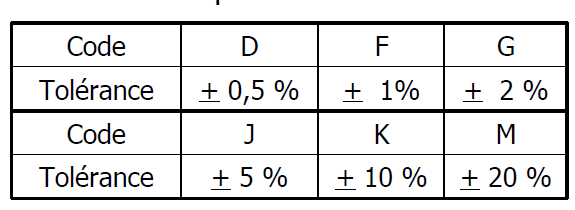 Code D F G
Tolérance ± 0,5 % ± 1% ± 2 %
Code J K M
Tolérance ± 5 % ± 10 % ± 20 %